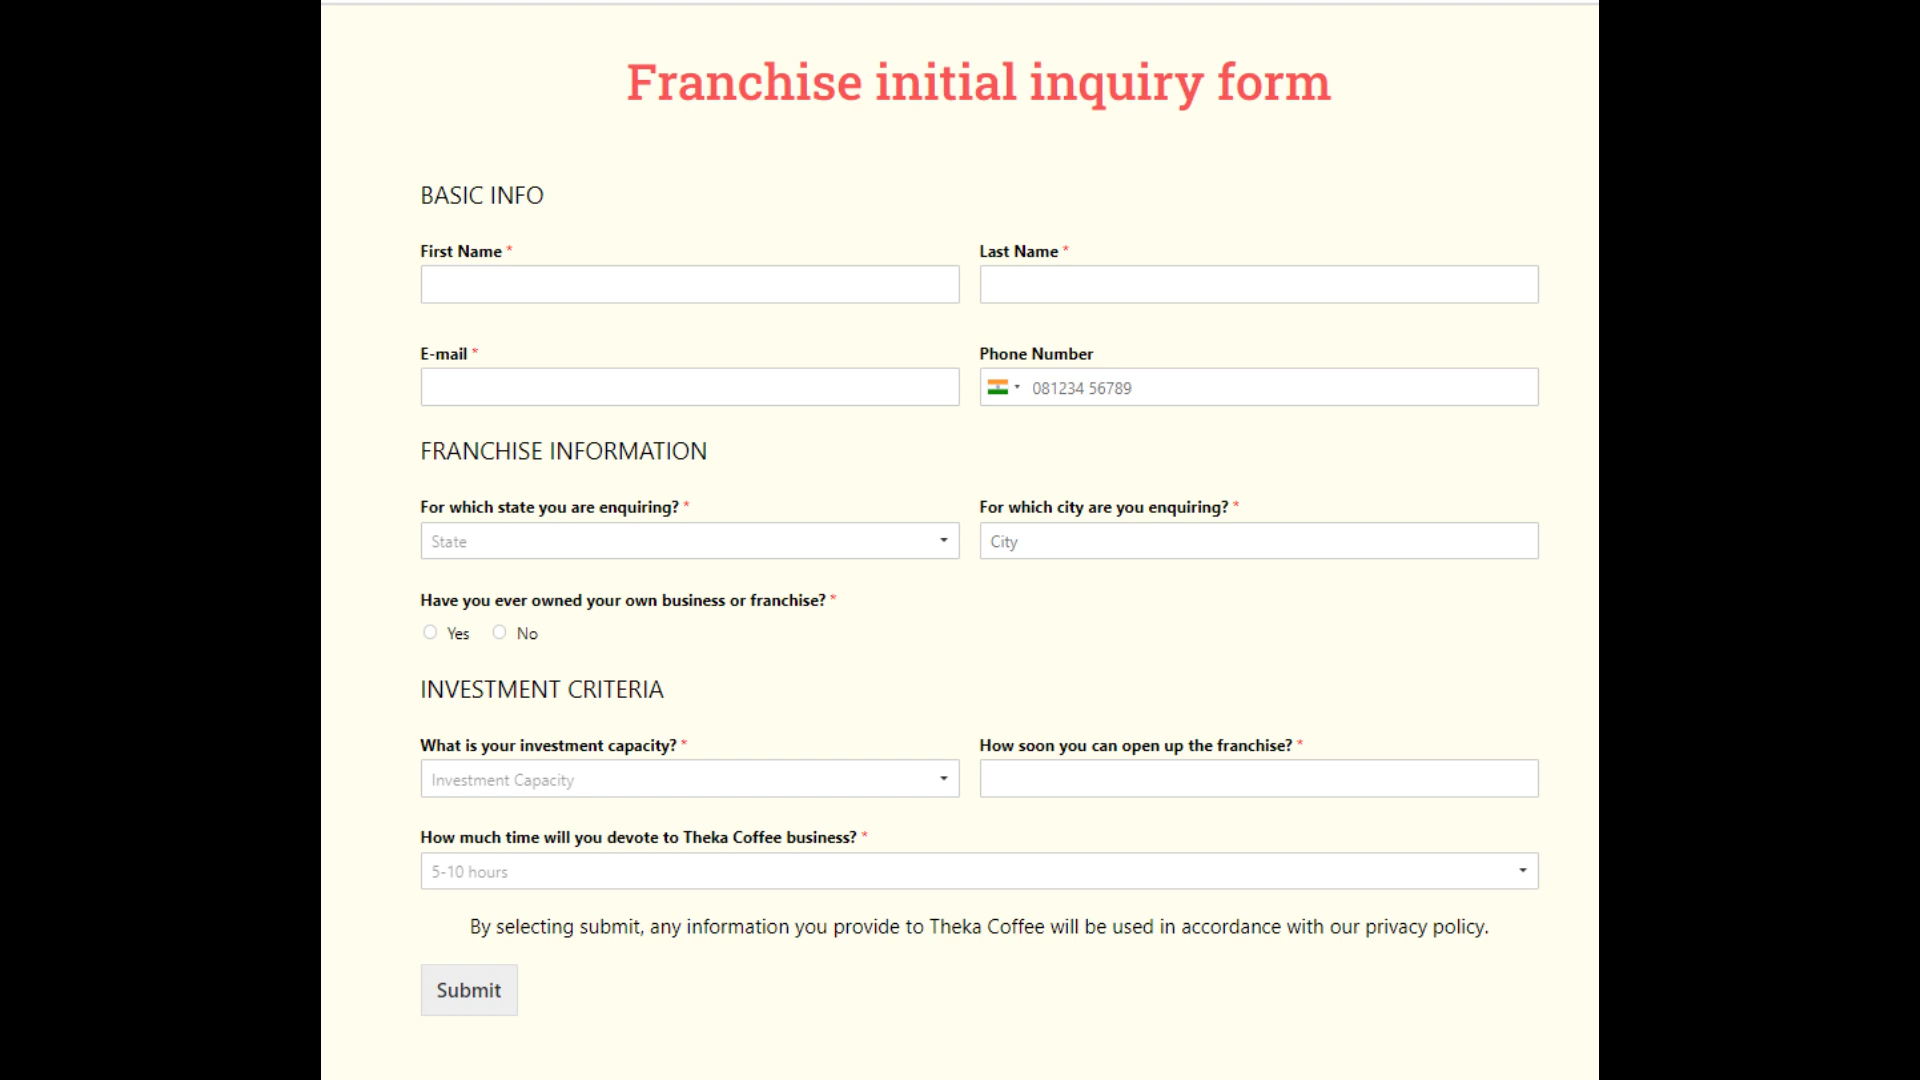 Franchise initial inquiry form
BASIC INFO
First Name *
Last Name *
E-mail *
Phone Number
081234 56789
FRANCHISE INFORMATION
For which state you are enquiring? *
For which city are you enquiring? *
State
City
Have you ever owned your own business or franchise? *
Yes No
INVESTMENT CRITERIA
What is your investment capacity? *
How soon you can open up the franchise? *
Investment Capacity
How much time will you devote to Theka Coffee business? *
5-10 hours
By selecting submit, any information you provide to Theka Coffee will be used in accordance with our privacy policy.
Submit